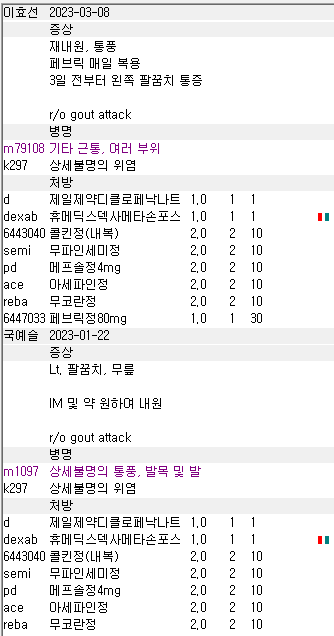 이효선 2023-03-08
증상
재내원, 통풍
페브릭 매일 복용
3일 전부터 왼쪽 팔꿈치 통증
r/o gout attack
병명
m79108 기타 근통, 여러 부위
k297 상세불명의 위염
처방
d 제일제약디클로페낙나트 1.0 1 1
dexab 휴메딕스덱사메타손포스 1.0 1 1
6443040 콜킨정(내복) 2.0 2 10
semi 무파인세미정 2.0 2 10
pd 메프솔정4mg 2.0 2 10
ace 아세파인정 2.0 2 10
reba 무코란정 2.0 2 10
6447033 페브릭정80mg 1.0 1 30
국예슬 2023-01-22
증상
Lt. 팔꿈치, 무릎
IM 및 약 원하여 내원
r/o gout attack
병명
m1097 상세불명의 통풍, 발목 및 발
k297 상세불명의 위염
처방
d 제일제약디클로페낙나트 1.0 1 1
dexab 휴메딕스덱사메타손포스 1.0 1 1
6443040 콜킨정(내복) 2.0 2 10
semi 무파인세미정 2.0 2 10
pd 메프솔정4mg 2.0 2 10
ace 아세파인정 2.0 2 10
reba 무코란정 2.0 2 10